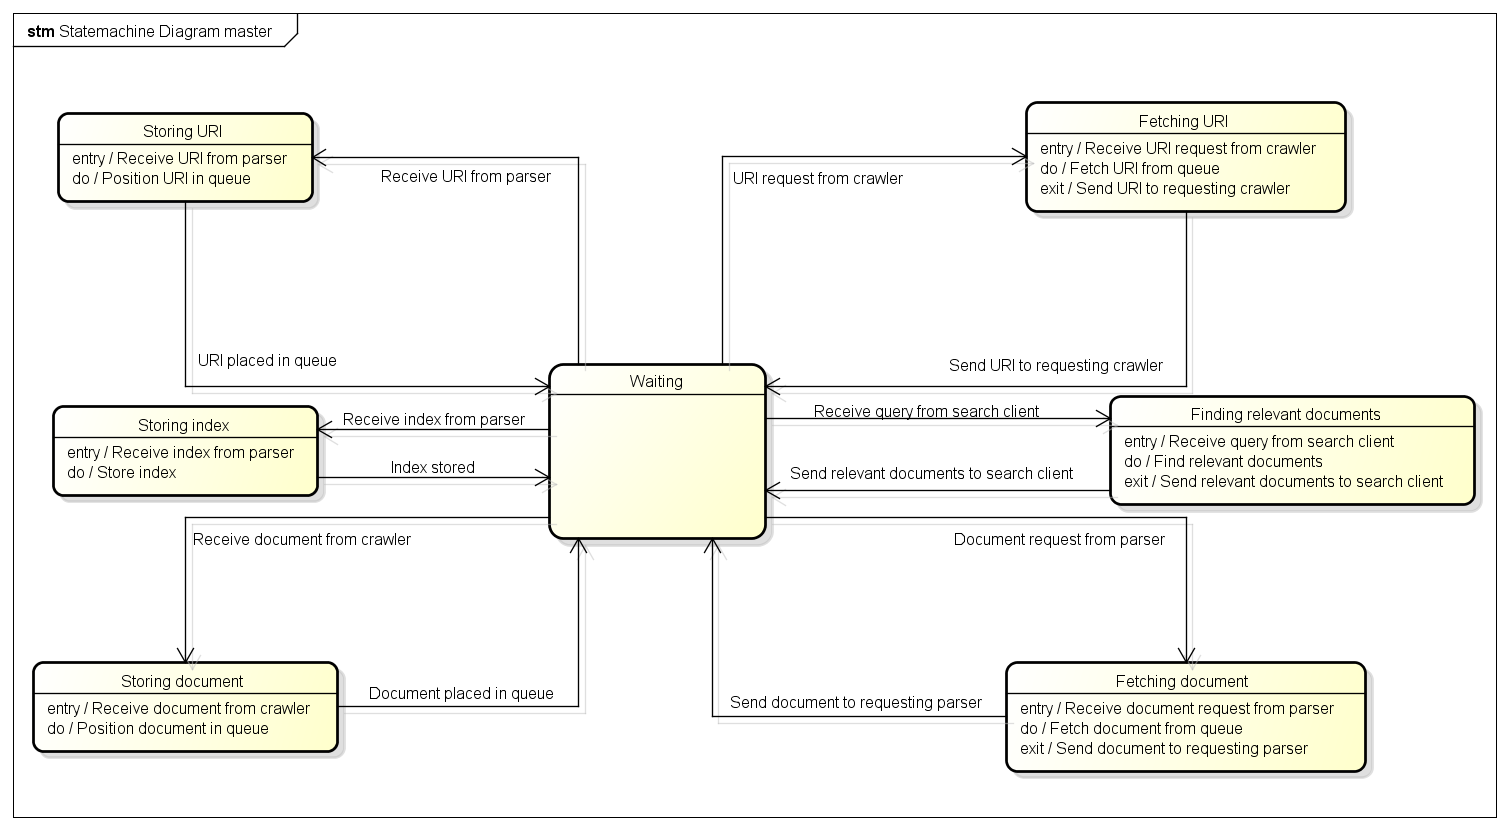 stm Statemachine Diagram master
Storing URI
entry / Receive URI from parser
do / Position URI in queue
Fetching URI
entry / Receive URI request from crawler
do / Fetch URI from queue
exit / Send URI to requesting crawler
Receive URI from parser
URI request from crawler
URI placed in queue
Send URI to requesting crawler
Waiting
Storing index
entry / Receive index from parser
do / Store index
Receive index from parser
Index stored
Receive query from search client
Send relevant documents to search client
Finding relevant documents
entry / Receive query from search client
do / Find relevant documents
exit / Send relevant documents to search client
Receive document from crawler
Document request from parser
Storing document
entry / Receive document from crawler
do / Position document in queue
Document placed in queue
Send document to requesting parser
Fetching document
entry / Receive document request from parser
do / Fetch document from queue
exit / Send document to requesting parser